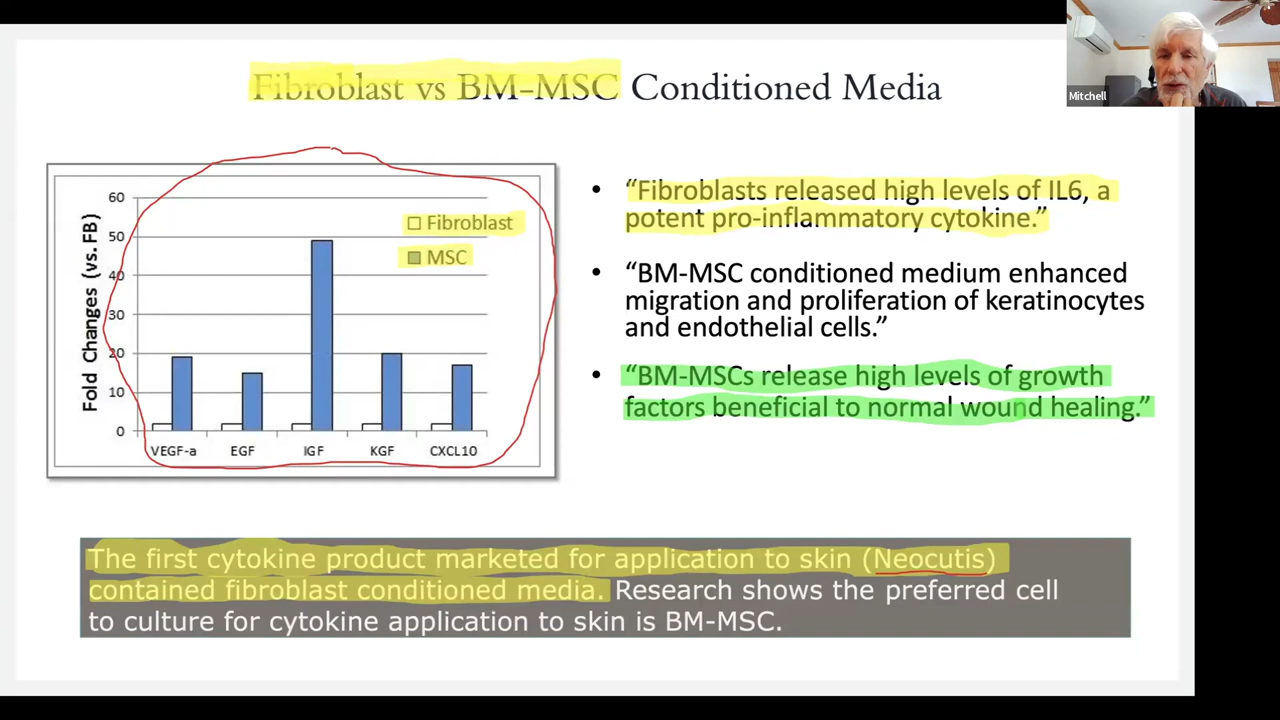 Mitchell
Fibroblast vs BM-MSC Conditioned Media
60
50
40
30
20
10
0
Fold Changes (vs. FB)
Fibroblast
MSC
VEGF-a EGF IGF KGF CXCL10
• “Fibroblasts released high levels of IL6, a
potent pro-inflammatory cytokine.”
• “BM-MSC conditioned medium enhanced
migration and proliferation of keratinocytes
and endothelial cells.”
• “BM-MSCs release high levels of growth
factors beneficial to normal wound healing.”
The first cytokine product marketed for application to skin (Neocutis)
contained fibroblast conditioned media. Research shows the preferred cell
to culture for cytokine application to skin is BM-MSC.